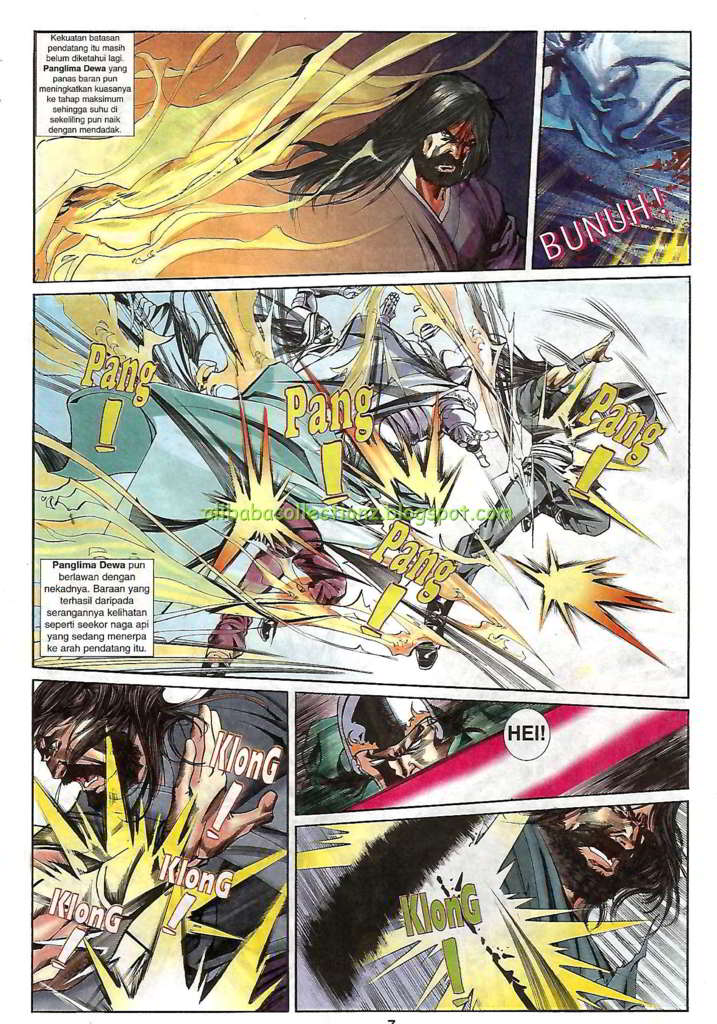 Kekuatan batasan
pendatang itu masih
belum diketahui lagi.
Panglima Dewa yang
panas baran pun
meningkatkan kuasanya
ke tahap maksimum
sehingga suhu di
sekeliling pun naik
dengan mendadak.
BUNUH!
Pang!
Pang!
Pang!
alibabacollectionz.blogspot.com
Pang!
Panglima Dewa pun
berlawan dengan
nekadnya. Baraan yang
terhasil daripada
serangannya kelihatan
seperti seekor naga api
yang sedang menerpa
ke arah pendatang itu.
KlonG!
KlonG!
KlonG!
HEI!
KlonG!
7